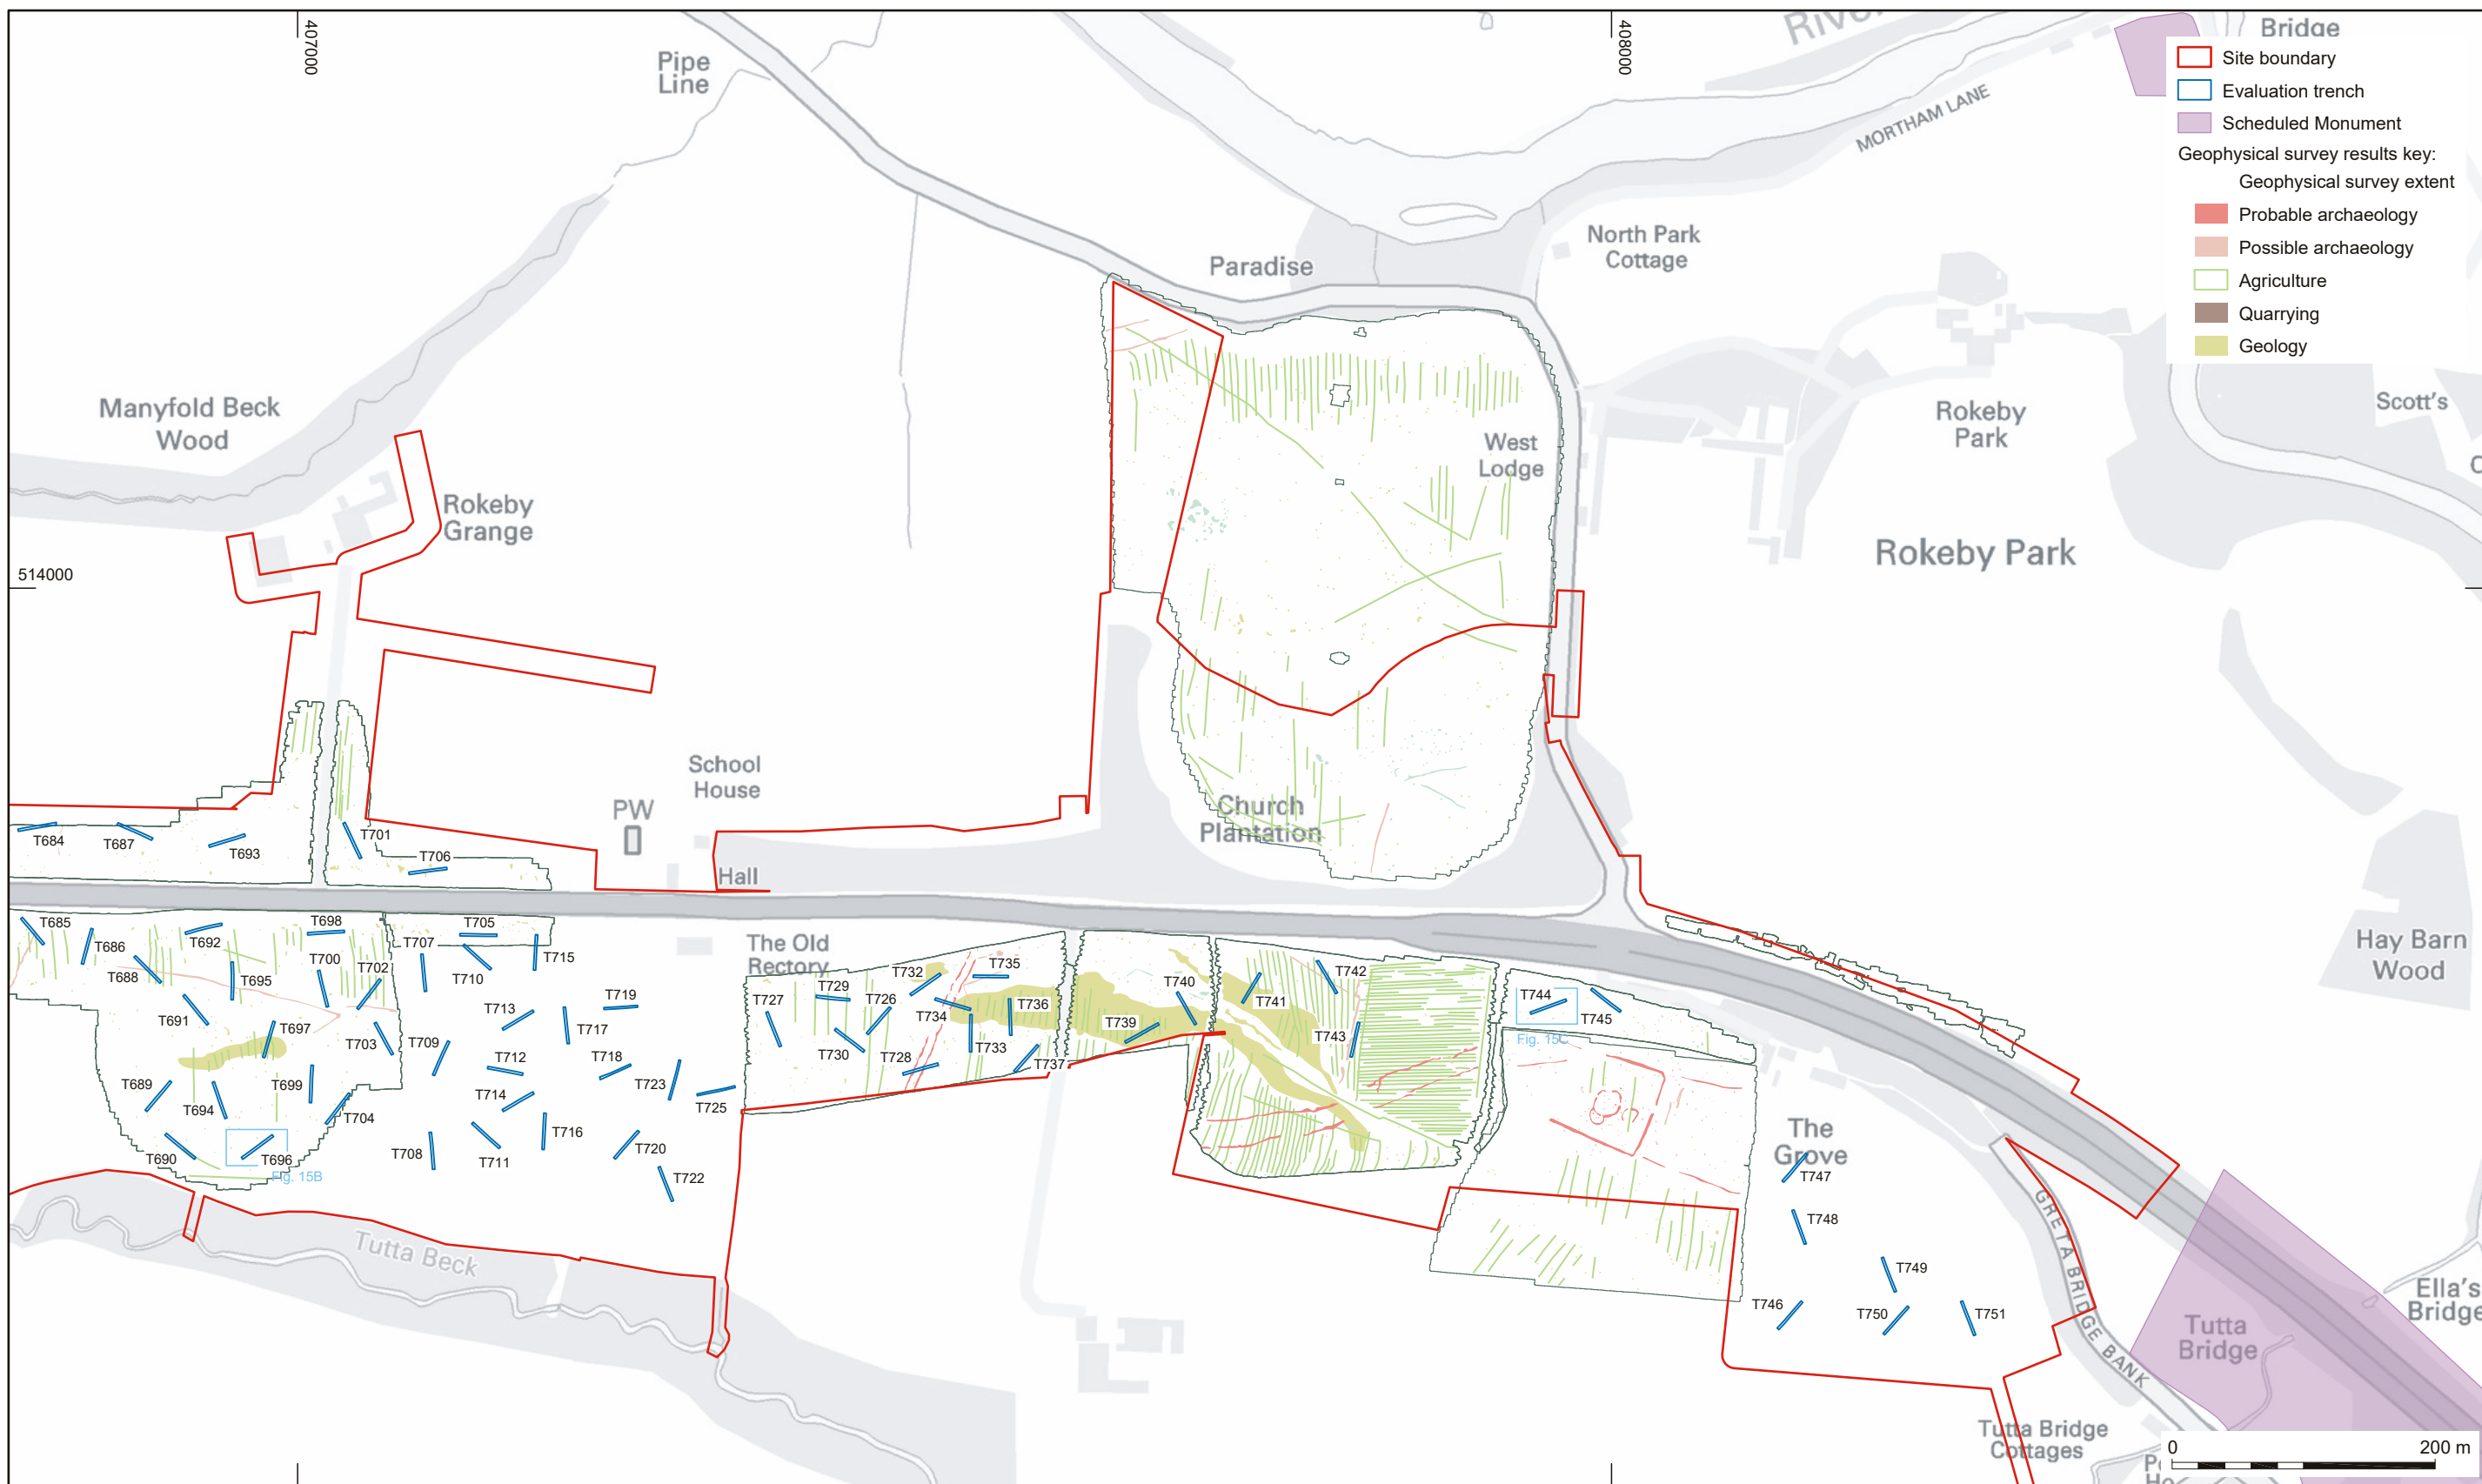 407000
408000
514000
Pipe
Line
Bridge
MORTHAM LANE
Site boundary
Evaluation trench
Scheduled Monument
Geophysical survey results key:
Geophysical survey extent
Probable archaeology
Possible archaeology
Agriculture
Quarrying
Geology
North Park
Cottage
Paradise
Manyfold Beck
Wood
Rokeby
Grange
West
Lodge
Rokeby
Park
Scott's
Rokeby Park
School
House
PW
Hall
Church
Plantation
The Old
Rectory
Hay Barn
Wood
T684
T687
T693
T701
T706
T685
T686
T688
T692
T695
T698
T700
T702
T707
T705
T710
T715
T691
T697
T703
T709
T713
T717
T719
T712
T718
T689
T694
T699
T704
T714
T723
T725
T690
T696
Fig. 15B
T708
T711
T716
T720
T722
T727
T729
T726
T732
T735
T734
T736
T730
T728
T733
T737
T739
T740
T741
T742
T743
T744
T745
Fig. 15C
The
Grove
T747
T748
T749
T746
T750
T751
Tutta Beck
GRETA BRIDGE BANK
Tutta
Bridge
Ella's
Bridge
Tutta Bridge
Cottages
0
200 m